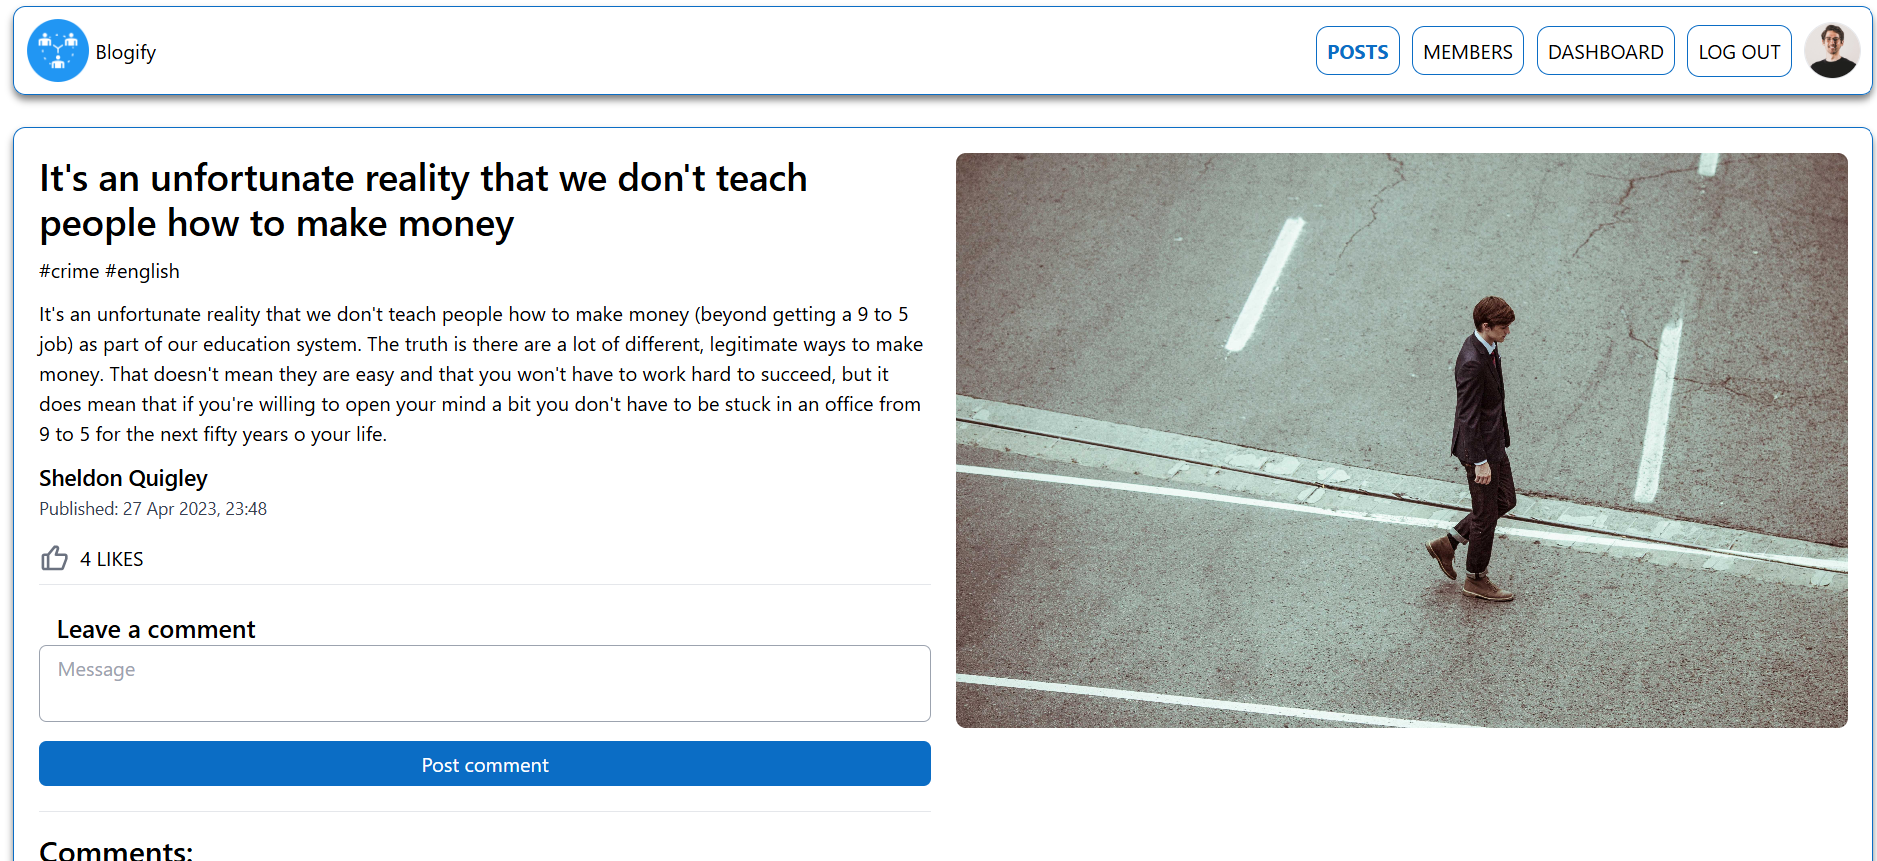 Blogify
POSTS
MEMBERS
DASHBOARD
LOG OUT
It's an unfortunate reality that we don't teach
people how to make money
#crime #english
It's an unfortunate reality that we don't teach people how to make money (beyond getting a 9 to 5
job) as part of our education system. The truth is there are a lot of different, legitimate ways to make
money. That doesn't mean they are easy and that you won't have to work hard to succeed, but it
does mean that if you're willing to open your mind a bit you don't have to be stuck in an office from
9 to 5 for the next fifty years o your life.
Sheldon Quigley
Published: 27 Apr 2023, 23:48
4 LIKES
Leave a comment
Message
Post comment
Comments: